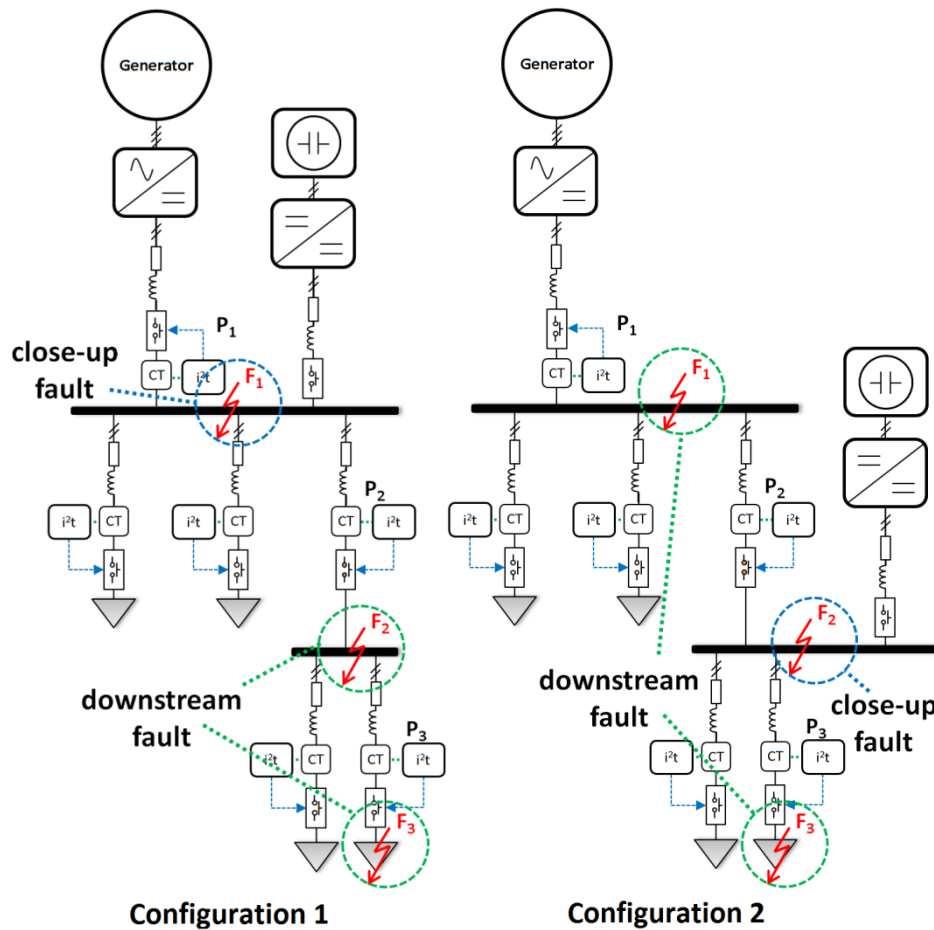 Generator
P1
close-up
fault
CT
i²t
F1
i²t
CT
i²t
CT
P2
CT
i²t
F2
downstream
fault
i²t
CT
P3
CT
i²t
F3
Configuration 1
Generator
P1
CT
i²t
F1
i²t
CT
i²t
CT
P2
CT
i²t
F2
downstream
fault
close-up
fault
i²t
CT
P3
CT
i²t
F3
Configuration 2